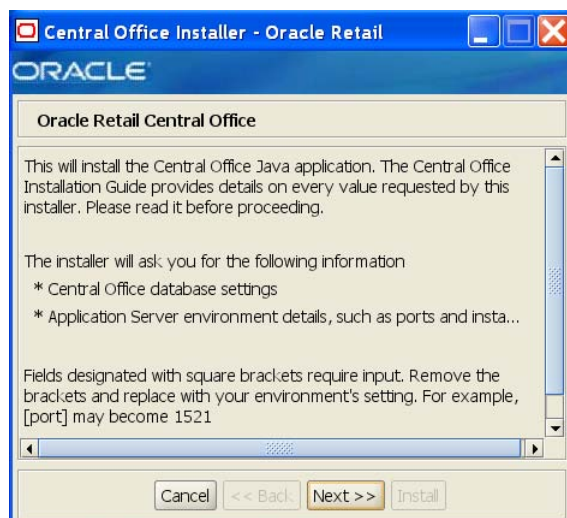 Central Office Installer - Oracle Retail
ORACLE
Oracle Retail Central Office
This will install the Central Office Java application. The Central Office
Installation Guide provides details on every value requested by this
installer. Please read it before proceeding.
The installer will ask you for the following information
* Central Office database settings
* Application Server environment details, such as ports and insta...
Fields designated with square brackets require input. Remove the
brackets and replace with your environment's setting. For example,
[port] may become 1521
Cancel << Back Next >> Install